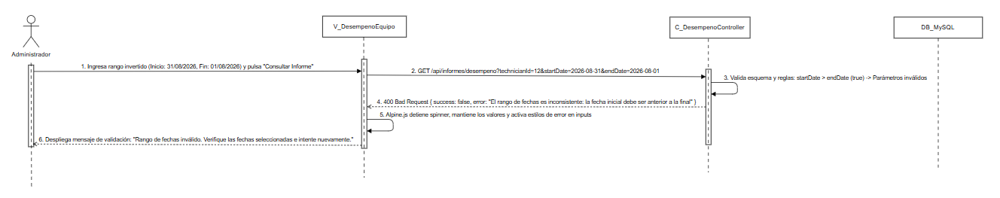 V_DesempenoEquipo
C_DesempenoController
DB_MySQL
Administrador
1. Ingresa rango invertido (Inicio: 31/08/2026, Fin: 01/08/2026) y pulsa "Consultar Informe"
2. GET /api/informes/desempeno?technicianId=12&startDate=2026-08-31&endDate=2026-08-01
3. Valida esquema y reglas: startDate > endDate (true) -> Parámetros inválidos
4. 400 Bad Request { success: false, error: "El rango de fechas es inconsistente: la fecha inicial debe ser anterior a la final" }
5. Alpine.js detiene spinner, mantiene los valores y activa estilos de error en inputs
6. Despliega mensaje de validación: "Rango de fechas inválido. Verifique las fechas seleccionadas e intente nuevamente."